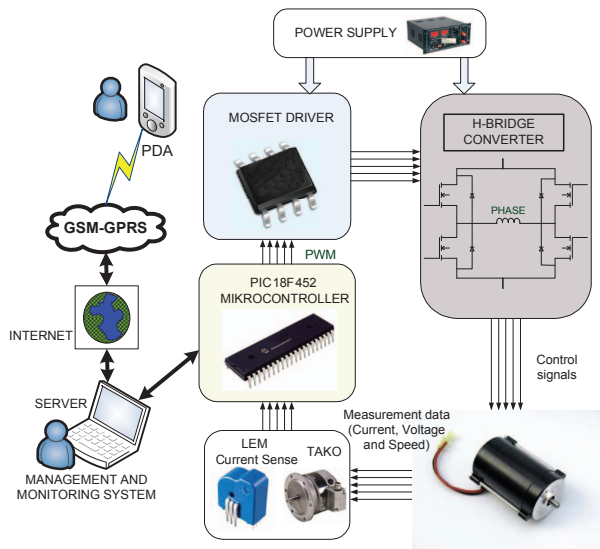 POWER SUPPLY
MOSFET DRIVER
H-BRIDGE
CONVERTER
PHASE
PDA
GSM-GPRS
PWM
PIC18F452
MIKROCONTROLLER
INTERNET
SERVER
MANAGEMENT AND
MONITORING SYSTEM
LEM
Current Sense
TAKO
Measurement data
(Current, Voltage
and Speed)
Control
signals